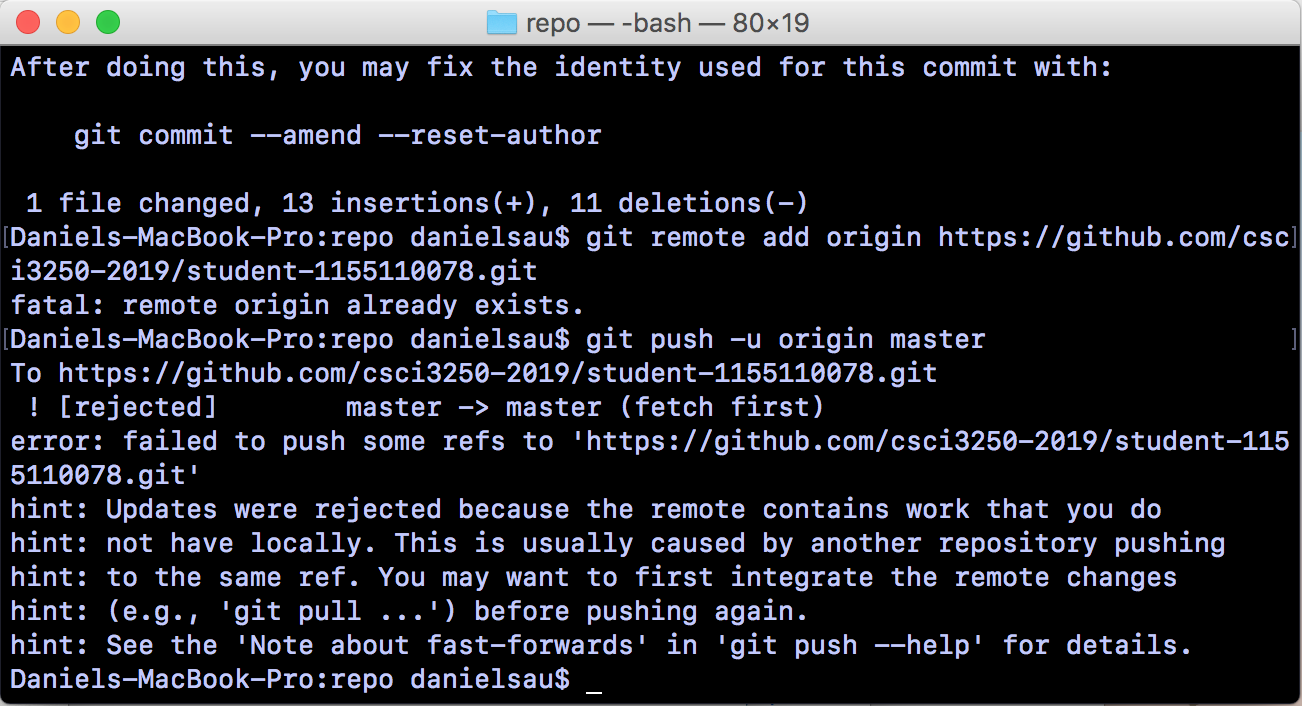 repo — -bash — 80×19
After doing this, you may fix the identity used for this commit with:
    git commit --amend --reset-author
 1 file changed, 13 insertions(+), 11 deletions(-)
[Daniels-MacBook-Pro:repo danielsau$ git remote add origin https://github.com/csc]
i3250-2019/student-1155110078.git
fatal: remote origin already exists.
[Daniels-MacBook-Pro:repo danielsau$ git push -u origin master ]
To https://github.com/csci3250-2019/student-1155110078.git
 ! [rejected]        master -> master (fetch first)
error: failed to push some refs to 'https://github.com/csci3250-2019/student-115
5110078.git'
hint: Updates were rejected because the remote contains work that you do
hint: not have locally. This is usually caused by another repository pushing
hint: to the same ref. You may want to first integrate the remote changes
hint: (e.g., 'git pull ...') before pushing again.
hint: See the 'Note about fast-forwards' in 'git push --help' for details.
Daniels-MacBook-Pro:repo danielsau$ _